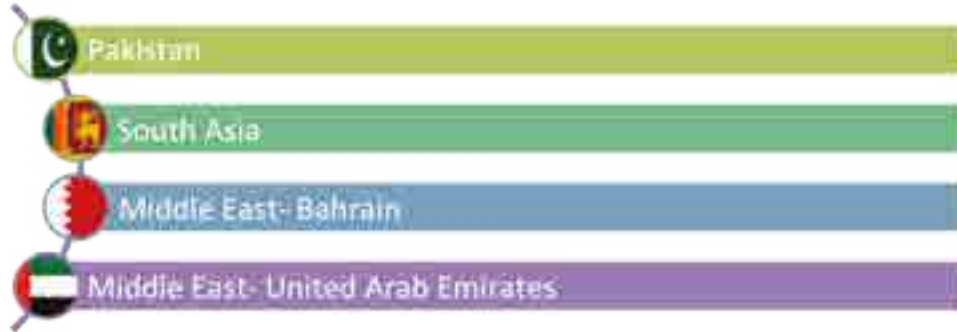 Pakistan
South Asia
Middle East- Bahrain
Middle East- United Arab Emirates